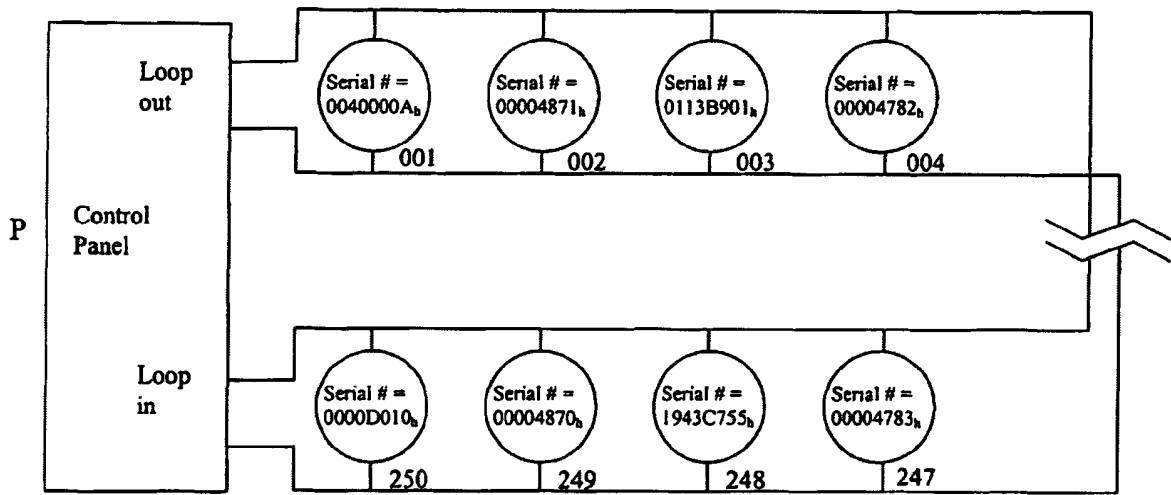 Loop
out
Serial # =
0040000Ah
001
Serial # =
00004871h
002
Serial # =
0113B901h
003
Serial # =
00004782h
004
P
Control
Panel
Loop
in
Serial # =
0000D010h
250
Serial # =
00004870h
249
Serial # =
1943C755h
248
Serial # =
00004783h
247